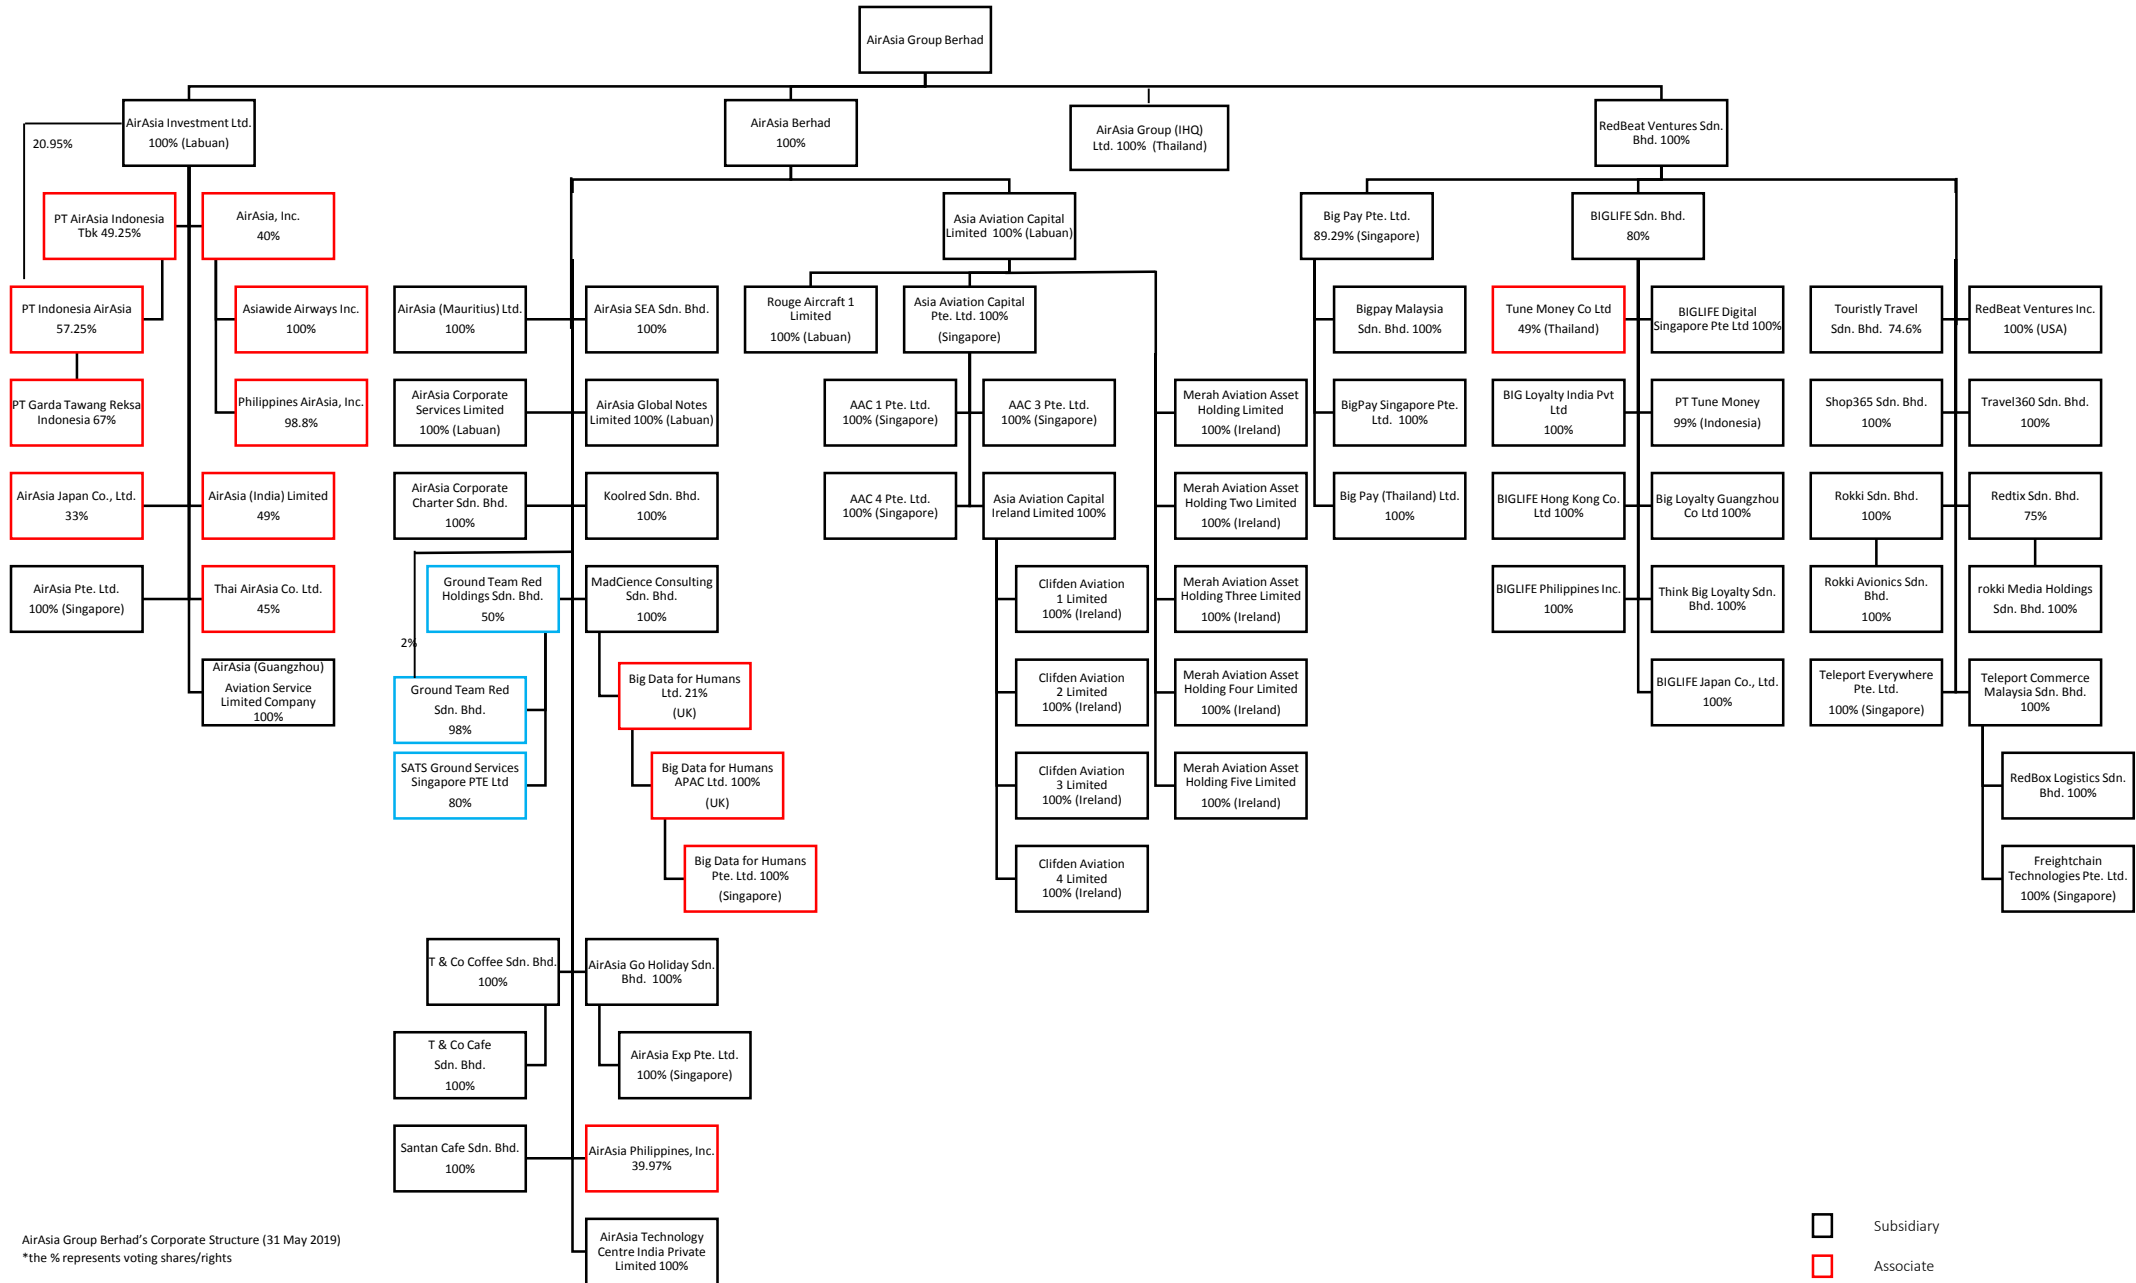 AirAsia Group Berhad
AirAsia Investment Ltd.
100% (Labuan)
AirAsia Berhad
100%
AirAsia Group (IHQ)
Ltd. 100% (Thailand)
RedBeat Ventures Sdn.
Bhd. 100%
20.95%
PT AirAsia Indonesia
Tbk 49.25%
AirAsia, Inc.
40%
Asia Aviation Capital
Limited 100% (Labuan)
Big Pay Pte. Ltd.
89.29% (Singapore)
BIGLIFE Sdn. Bhd.
80%
PT Indonesia AirAsia
57.25%
Asiawide Airways Inc.
100%
AirAsia (Mauritius) Ltd.
100%
AirAsia SEA Sdn. Bhd.
100%
Rouge Aircraft 1
Limited
100% (Labuan)
Asia Aviation Capital
Pte. Ltd. 100%
(Singapore)
Bigpay Malaysia
Sdn. Bhd. 100%
Tune Money Co Ltd
49% (Thailand)
BIGLIFE Digital
Singapore Pte Ltd 100%
Touristly Travel
Sdn. Bhd. 74.6%
RedBeat Ventures Inc.
100% (USA)
PT Garda Tawang Reksa
Indonesia 67%
Philippines AirAsia, Inc.
98.8%
AirAsia Corporate
Services Limited
100% (Labuan)
AirAsia Global Notes
Limited 100% (Labuan)
AAC 1 Pte. Ltd.
100% (Singapore)
AAC 3 Pte. Ltd.
100% (Singapore)
Merah Aviation Asset
Holding Limited
100% (Ireland)
BigPay Singapore Pte.
Ltd. 100%
BIG Loyalty India Pvt
Ltd
100%
PT Tune Money
99% (Indonesia)
Shop365 Sdn. Bhd.
100%
Travel360 Sdn. Bhd.
100%
AirAsia Japan Co., Ltd.
33%
AirAsia (India) Limited
49%
AirAsia Corporate
Charter Sdn. Bhd.
100%
Koolred Sdn. Bhd.
100%
AAC 4 Pte. Ltd.
100% (Singapore)
Asia Aviation Capital
Ireland Limited 100%
Merah Aviation Asset
Holding Two Limited
100% (Ireland)
Big Pay (Thailand) Ltd.
100%
BIGLIFE Hong Kong Co.
Ltd 100%
Big Loyalty Guangzhou
Co Ltd 100%
Rokki Sdn. Bhd.
100%
Redtix Sdn. Bhd.
75%
AirAsia Pte. Ltd.
100% (Singapore)
Thai AirAsia Co. Ltd.
45%
Ground Team Red
Holdings Sdn. Bhd.
50%
MadCience Consulting
Sdn. Bhd.
100%
Clifden Aviation
1 Limited
100% (Ireland)
Merah Aviation Asset
Holding Three Limited
100% (Ireland)
BIGLIFE Philippines Inc.
100%
Think Big Loyalty Sdn.
Bhd. 100%
Rokki Avionics Sdn.
Bhd.
100%
rokki Media Holdings
Sdn. Bhd. 100%
2%
AirAsia (Guangzhou)
Aviation Service
Limited Company
100%
Ground Team Red
Sdn. Bhd.
98%
Big Data for Humans
Ltd. 21%
(UK)
Clifden Aviation
2 Limited
100% (Ireland)
Merah Aviation Asset
Holding Four Limited
100% (Ireland)
BIGLIFE Japan Co., Ltd.
100%
Teleport Everywhere
Pte. Ltd.
100% (Singapore)
Teleport Commerce
Malaysia Sdn. Bhd.
100%
SATS Ground Services
Singapore PTE Ltd
80%
Big Data for Humans
APAC Ltd. 100%
(UK)
Clifden Aviation
3 Limited
100% (Ireland)
Merah Aviation Asset
Holding Five Limited
100% (Ireland)
RedBox Logistics Sdn.
Bhd. 100%
Big Data for Humans
Pte. Ltd. 100%
(Singapore)
Clifden Aviation
4 Limited
100% (Ireland)
Freightchain
Technologies Pte. Ltd.
100% (Singapore)
T & Co Coffee Sdn. Bhd.
100%
AirAsia Go Holiday Sdn.
Bhd. 100%
T & Co Cafe
Sdn. Bhd.
100%
AirAsia Exp Pte. Ltd.
100% (Singapore)
Santan Cafe Sdn. Bhd.
100%
AirAsia Philippines, Inc.
39.97%
AirAsia Technology
Centre India Private
Limited 100%
AirAsia Group Berhad's Corporate Structure (31 May 2019)
*the % represents voting shares/rights
Subsidiary
Associate